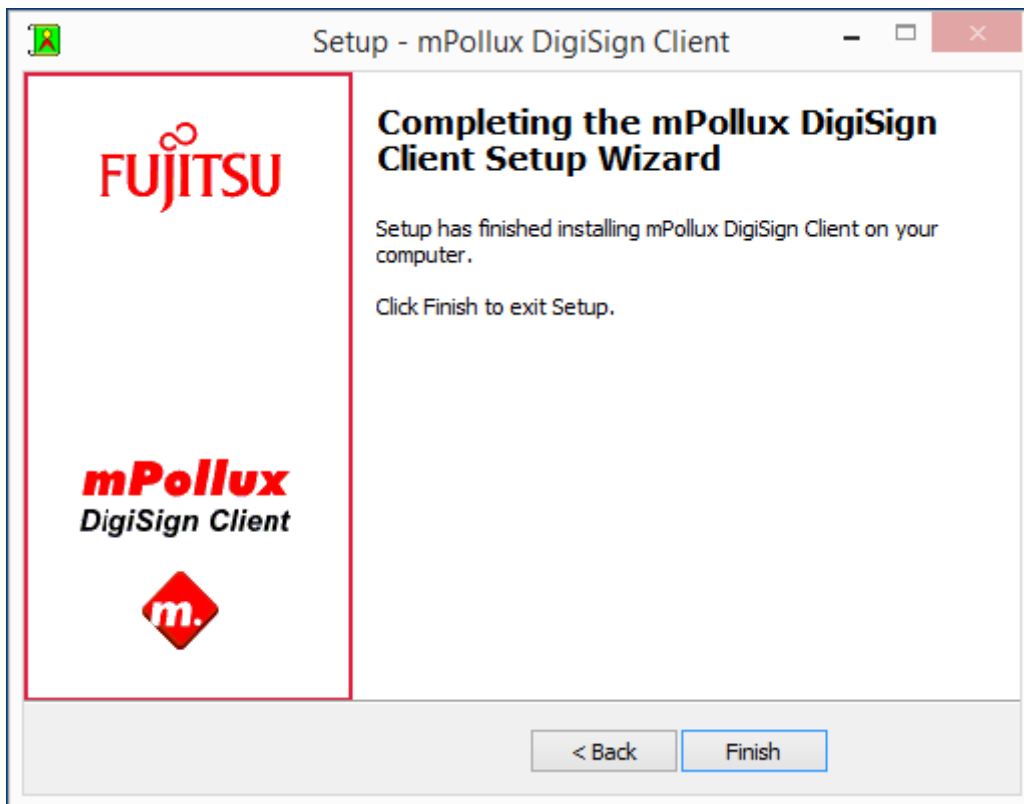 Setup - mPollux DigiSign Client
FUJITSU
mPollux
DigiSign Client
m.
Completing the mPollux DigiSign
Client Setup Wizard
Setup has finished installing mPollux DigiSign Client on your
computer.
Click Finish to exit Setup.
< Back
Finish